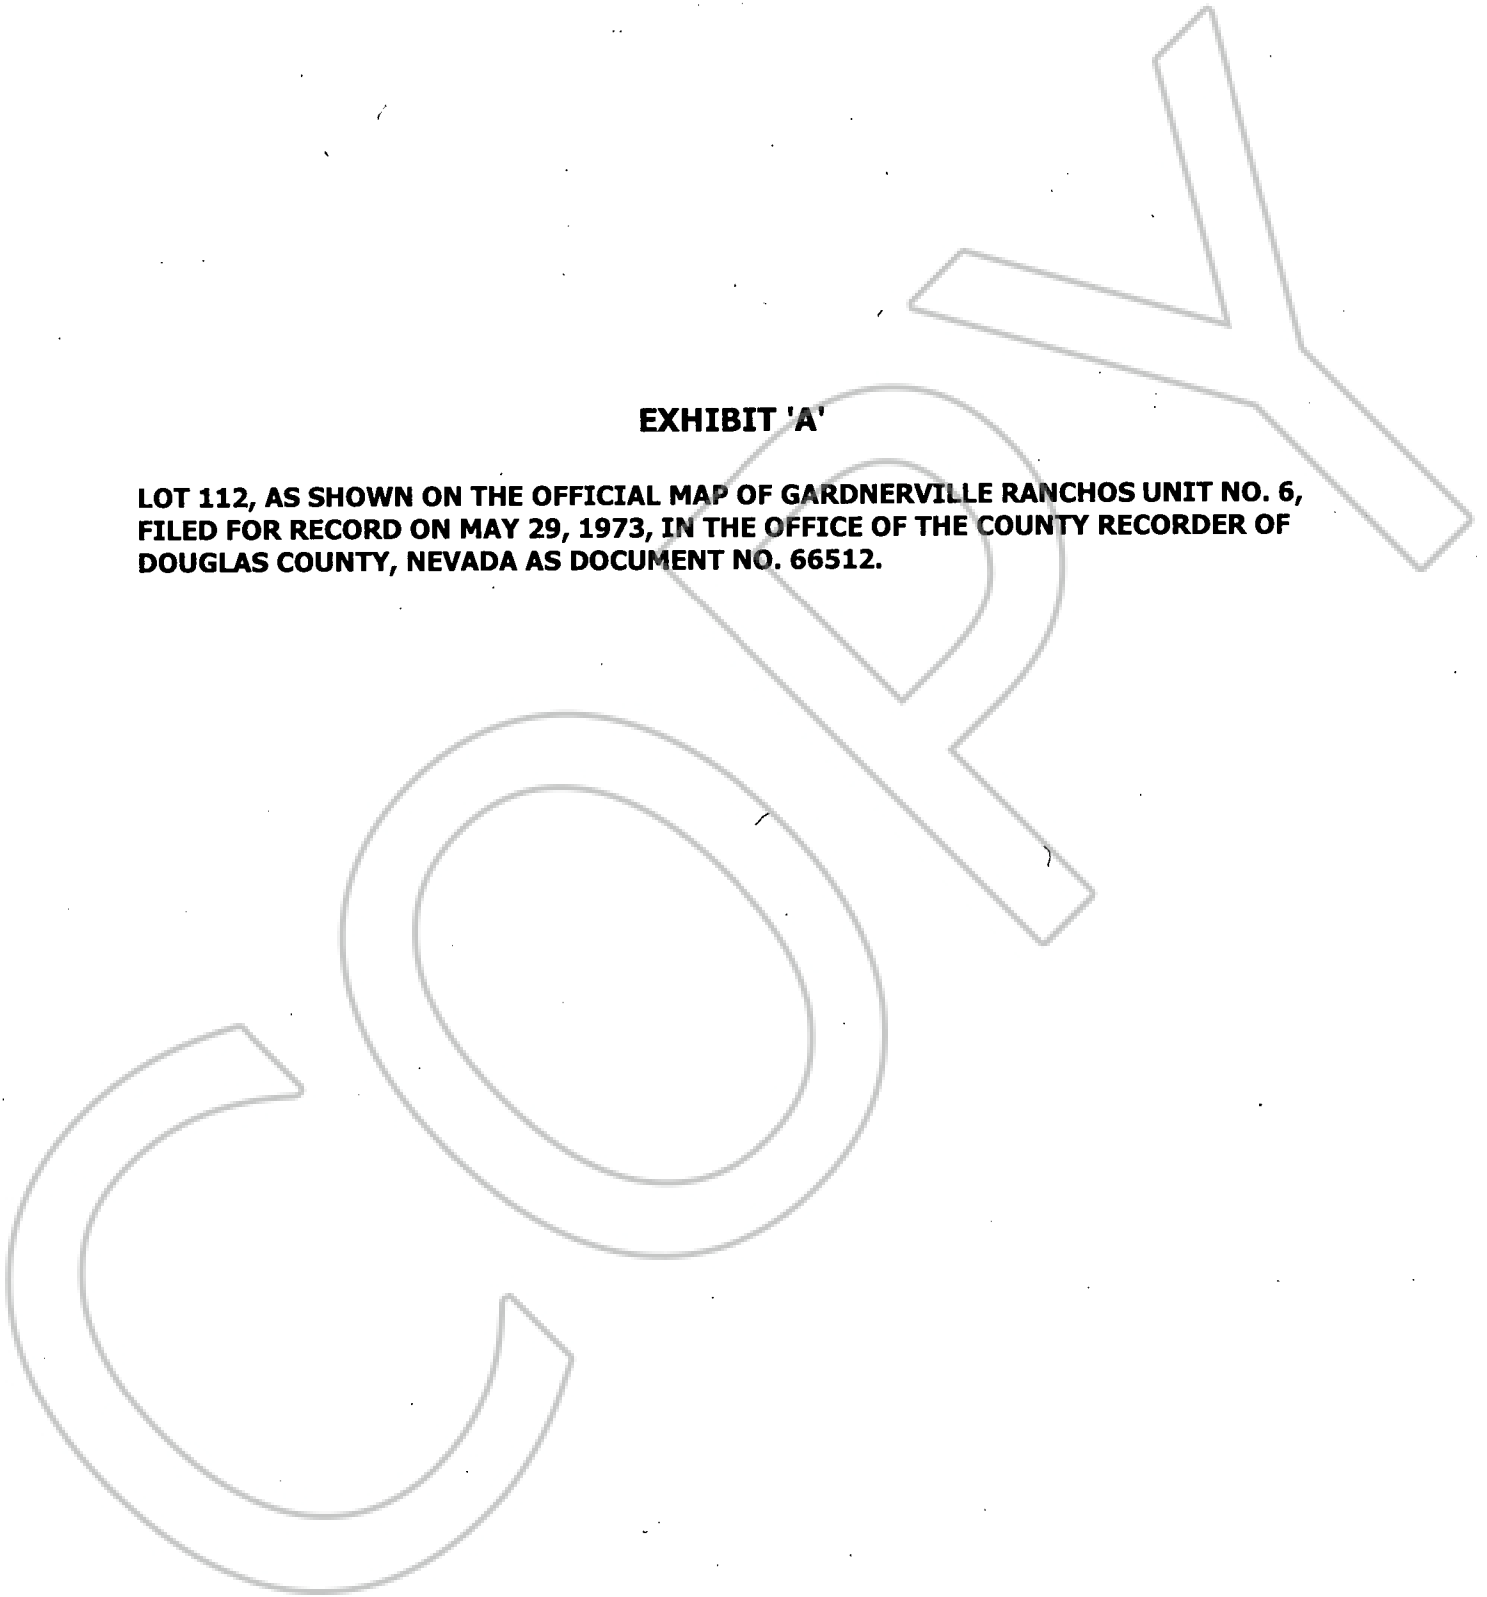 EXHIBIT 'A'
LOT 112, AS SHOWN ON THE OFFICIAL MAP OF GARDNERVILLE RANCHOS UNIT NO. 6,
FILED FOR RECORD ON MAY 29, 1973, IN THE OFFICE OF THE COUNTY RECORDER OF
DOUGLAS COUNTY, NEVADA AS DOCUMENT NO. 66512.
COPY